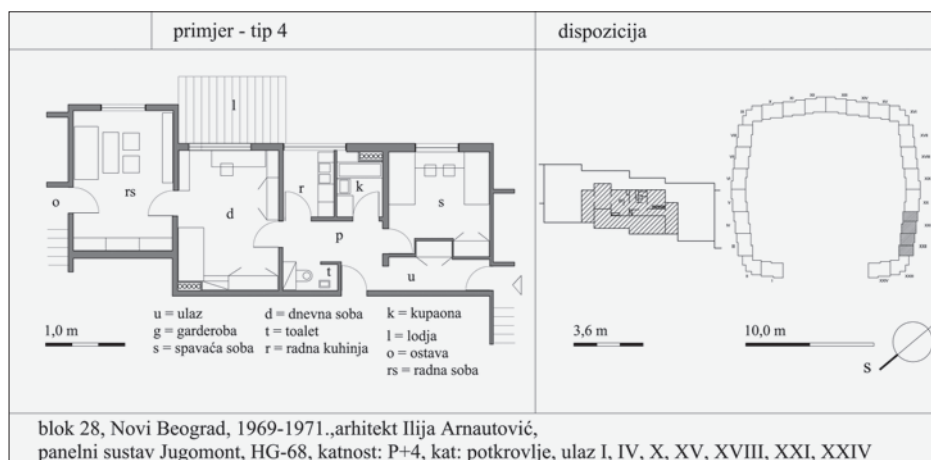 primjer - tip 4
dispozicija
l
rs
o
d
r
k
s
p
t
u
1,0 m
u = ulaz
g = garderoba
s = spavaća soba
d = dnevna soba
t = toalet
r = radna kuhinja
k = kupaona
l = lodja
o = ostava
rs = radna soba
3,6 m
10,0 m
s
blok 28, Novi Beograd, 1969-1971.,arhitekt Ilija Arnautović,
panelni sustav Jugomont, HG-68, katnost: P+4, kat: potkrovlje, ulaz I, IV, X, XV, XVIII, XXI, XXIV